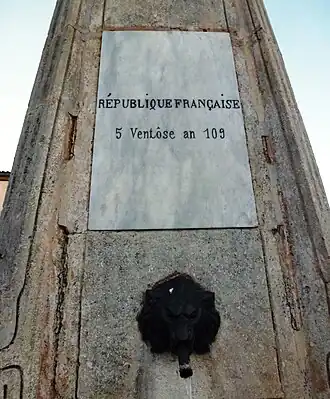 RÉPUBLIQUE FRANÇAISE
5 Ventôse an 109